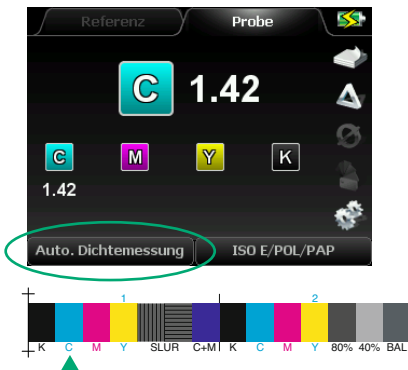 Referenz Probe
C 1.42
C M Y K
1.42
Auto. Dichtemessung ISO E/POL/PAP
1 2
K C M Y SLUR C+M K C M Y 80% 40% BAL